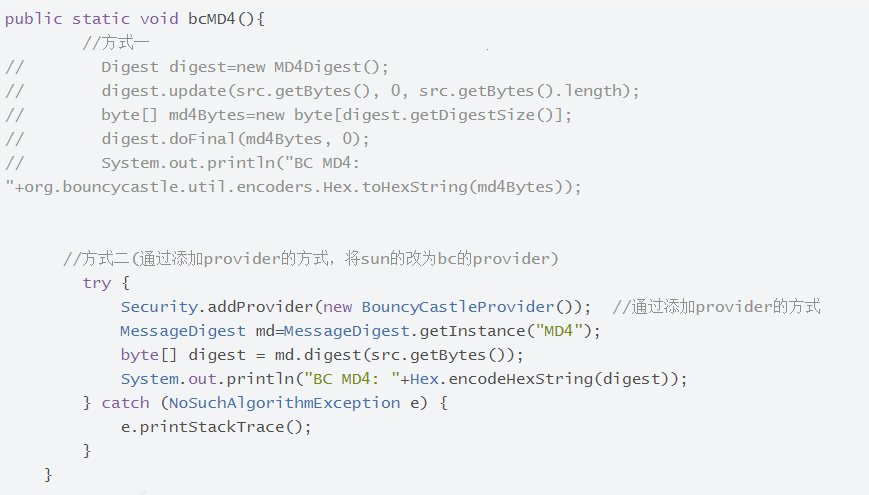 public static void bcMD4(){
        //方式一
//        Digest digest=new MD4Digest();
//        digest.update(src.getBytes(), 0, src.getBytes().length);
//        byte[] md4Bytes=new byte[digest.getDigestSize()];
//        digest.doFinal(md4Bytes, 0);
//        System.out.println("BC MD4:
"+org.bouncycastle.util.encoders.Hex.toHexString(md4Bytes));
      //方式二(通过添加provider的方式，将sun的改为bc的provider)
        try {
            Security.addProvider(new BouncyCastleProvider());  //通过添加provider的方式
            MessageDigest md=MessageDigest.getInstance("MD4");
            byte[] digest = md.digest(src.getBytes());
            System.out.println("BC MD4: "+Hex.encodeHexString(digest));
        } catch (NoSuchAlgorithmException e) {
            e.printStackTrace();
        }
    }